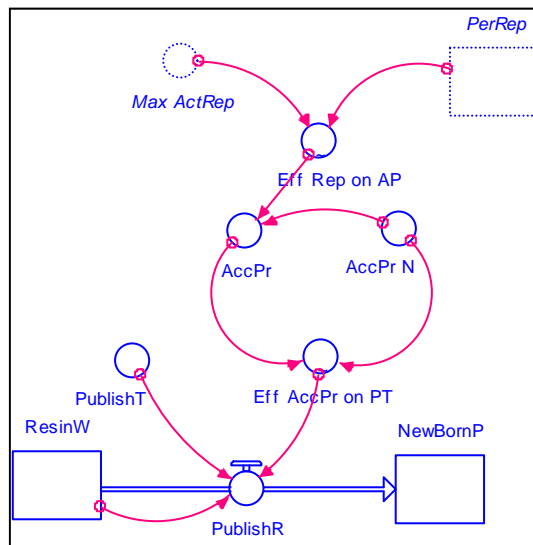 PerRep
Max ActRep
Eff Rep on AP
AccPr
AccPr N
PublishT
Eff AccPr on PT
ResinW
NewBornP
PublishR